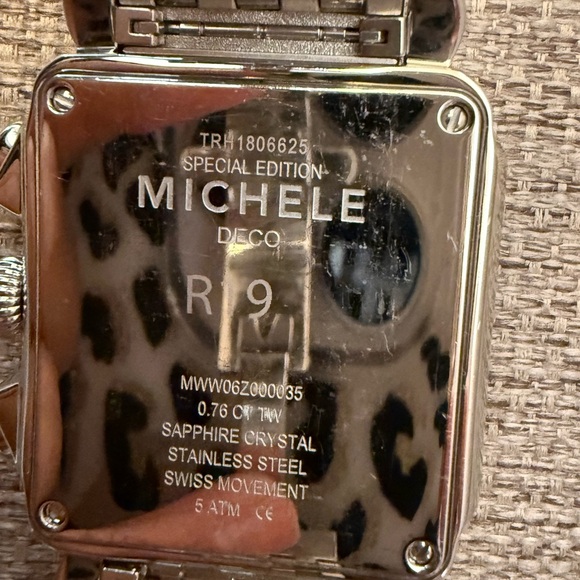 TRH1806625
SPECIAL EDITION
MICHELE
DECO
R 9
MWW06Z000035
0.76 CT TW
SAPPHIRE CRYSTAL
STAINLESS STEEL
SWISS MOVEMENT
5 ATM CE